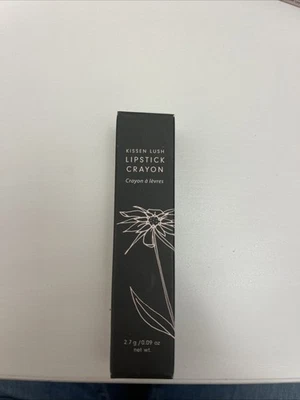 KISSEN LUSH
LIPSTICK
CRAYON
Crayon à lèvres
2.7 g / 0.09 oz
net wt.